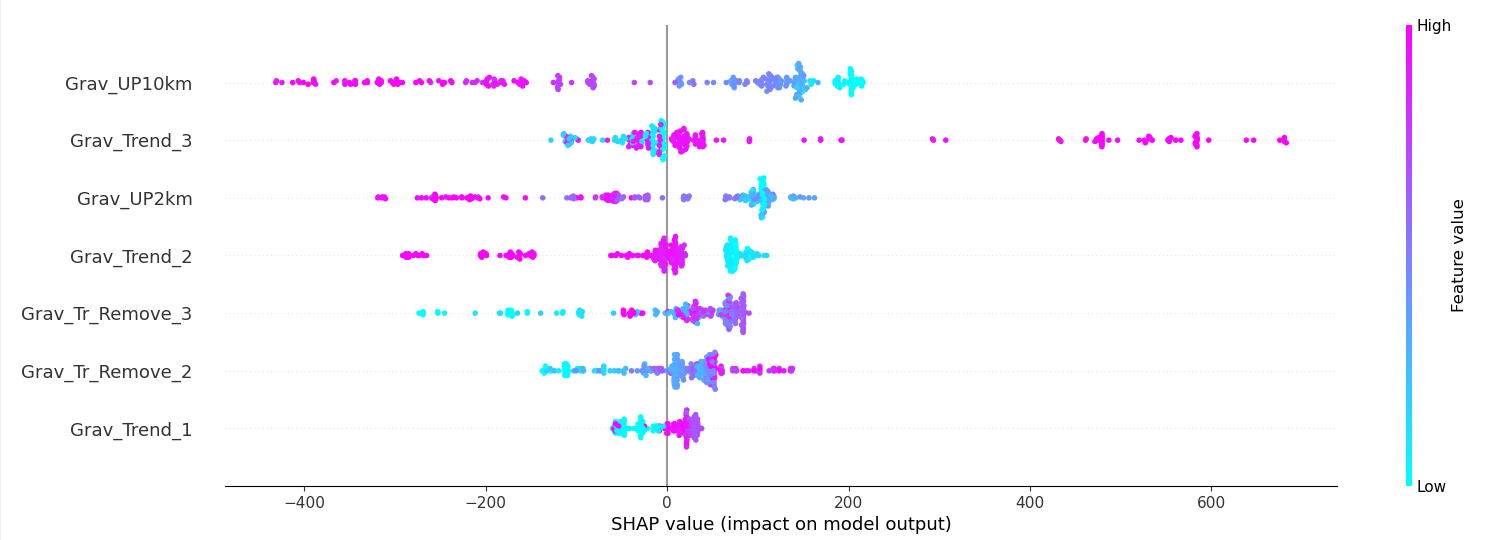 High
Grav_UP10km
Grav_Trend_3
Grav_UP2km
Grav_Trend_2
Grav_Tr_Remove_3
Grav_Tr_Remove_2
Grav_Trend_1
Feature value
Low
−400 −200 0 200 400 600
SHAP value (impact on model output)